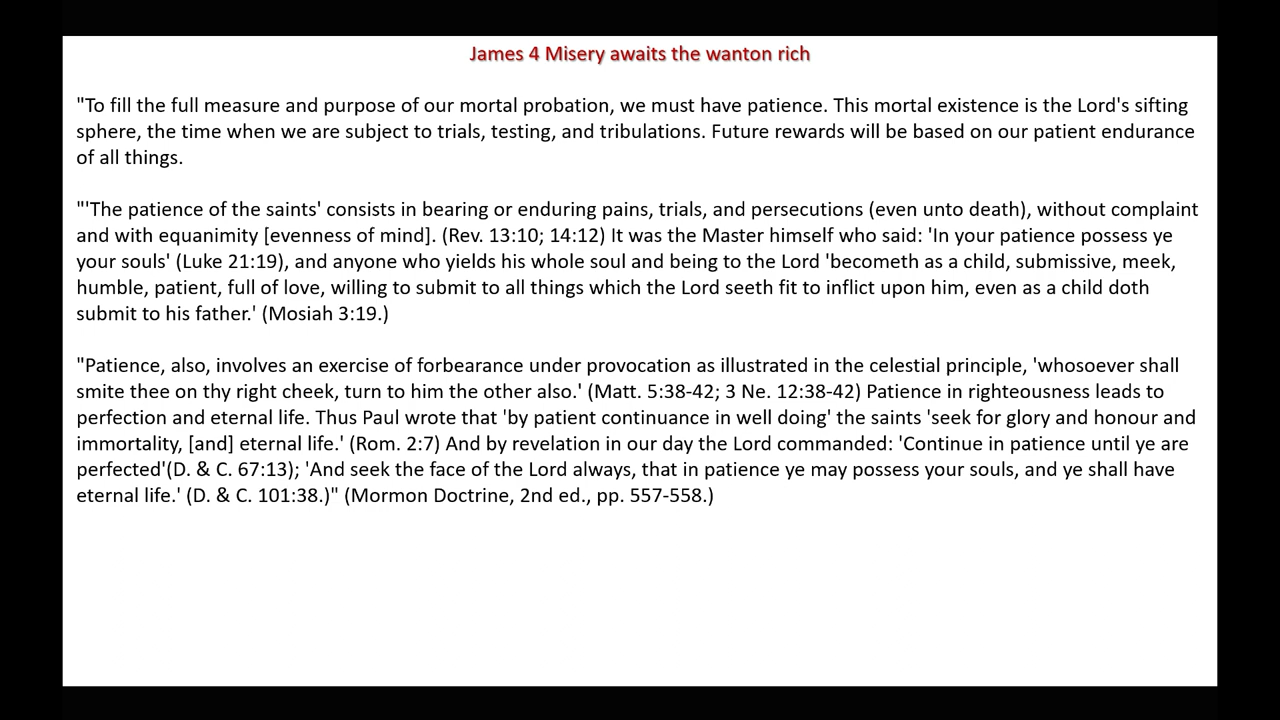 James 4 Misery awaits the wanton rich
"To fill the full measure and purpose of our mortal probation, we must have patience. This mortal existence is the Lord's sifting
sphere, the time when we are subject to trials, testing, and tribulations. Future rewards will be based on our patient endurance
of all things.
"'The patience of the saints' consists in bearing or enduring pains, trials, and persecutions (even unto death), without complaint
and with equanimity [evenness of mind]. (Rev. 13:10; 14:12) It was the Master himself who said: 'In your patience possess ye
your souls' (Luke 21:19), and anyone who yields his whole soul and being to the Lord 'becometh as a child, submissive, meek,
humble, patient, full of love, willing to submit to all things which the Lord seeth fit to inflict upon him, even as a child doth
submit to his father.' (Mosiah 3:19.)
"Patience, also, involves an exercise of forbearance under provocation as illustrated in the celestial principle, 'whosoever shall
smite thee on thy right cheek, turn to him the other also.' (Matt. 5:38-42; 3 Ne. 12:38-42) Patience in righteousness leads to
perfection and eternal life. Thus Paul wrote that 'by patient continuance in well doing' the saints 'seek for glory and honour and
immortality, [and] eternal life.' (Rom. 2:7) And by revelation in our day the Lord commanded: 'Continue in patience until ye are
perfected'(D. & C. 67:13); 'And seek the face of the Lord always, that in patience ye may possess your souls, and ye shall have
eternal life.' (D. & C. 101:38.)" (Mormon Doctrine, 2nd ed., pp. 557-558.)